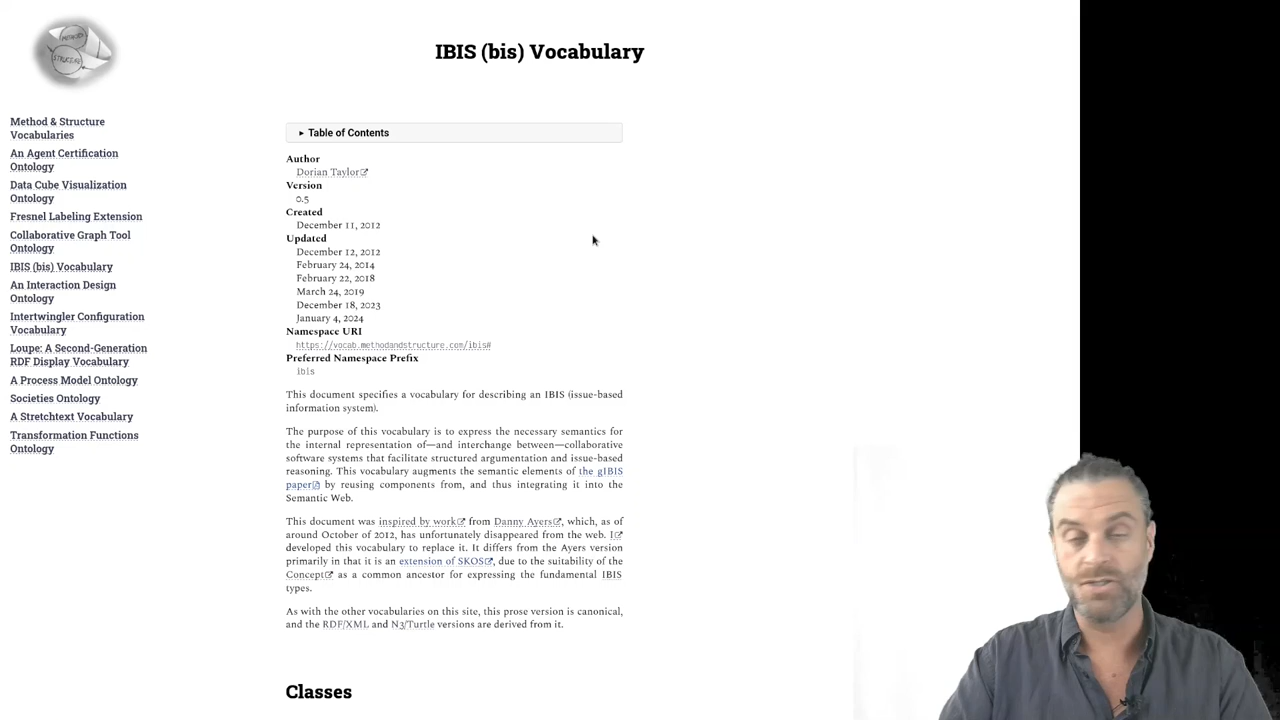 METHOD
STRUCTURE
IBIS (bis) Vocabulary
Method & Structure
Vocabularies
An Agent Certification
Ontology
Data Cube Visualization
Ontology
Fresnel Labeling Extension
Collaborative Graph Tool
Ontology
IBIS (bis) Vocabulary
An Interaction Design
Ontology
Intertwingler Configuration
Vocabulary
Loupe: A Second-Generation
RDF Display Vocabulary
A Process Model Ontology
Societies Ontology
A Stretchtext Vocabulary
Transformation Functions
Ontology
Table of Contents
Author
Dorian Taylor
Version
0.5
Created
December 11, 2012
Updated
December 12, 2012
February 24, 2014
February 22, 2018
March 24, 2019
December 18, 2023
January 4, 2024
Namespace URI
https://vocab.methodandstructure.com/ibis#
Preferred Namespace Prefix
ibis
This document specifies a vocabulary for describing an IBIS (issue-based
information system).
The purpose of this vocabulary is to express the necessary semantics for
the internal representation of—and interchange between—collaborative
software systems that facilitate structured argumentation and issue-based
reasoning. This vocabulary augments the semantic elements of the gIBIS
paper by reusing components from, and thus integrating it into the
Semantic Web.
This document was inspired by work from Danny Ayers, which, as of
around October of 2012, has unfortunately disappeared from the web. I
developed this vocabulary to replace it. It differs from the Ayers version
primarily in that it is an extension of SKOS, due to the suitability of the
Concept as a common ancestor for expressing the fundamental IBIS
types.
As with the other vocabularies on this site, this prose version is canonical,
and the RDF/XML and N3/Turtle versions are derived from it.
Classes